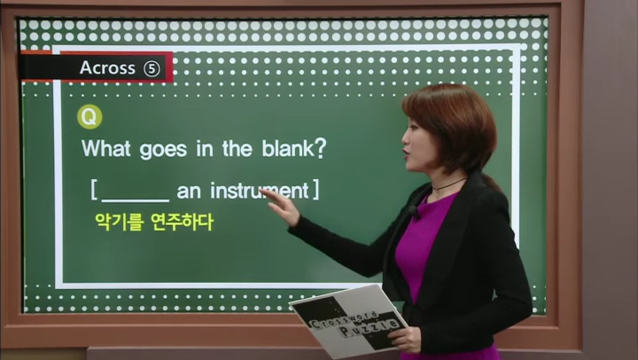 Across ⑤
Q
What goes in the blank?
[ ______ an instrument ]
악기를 연주하다
Crossword
Puzzle